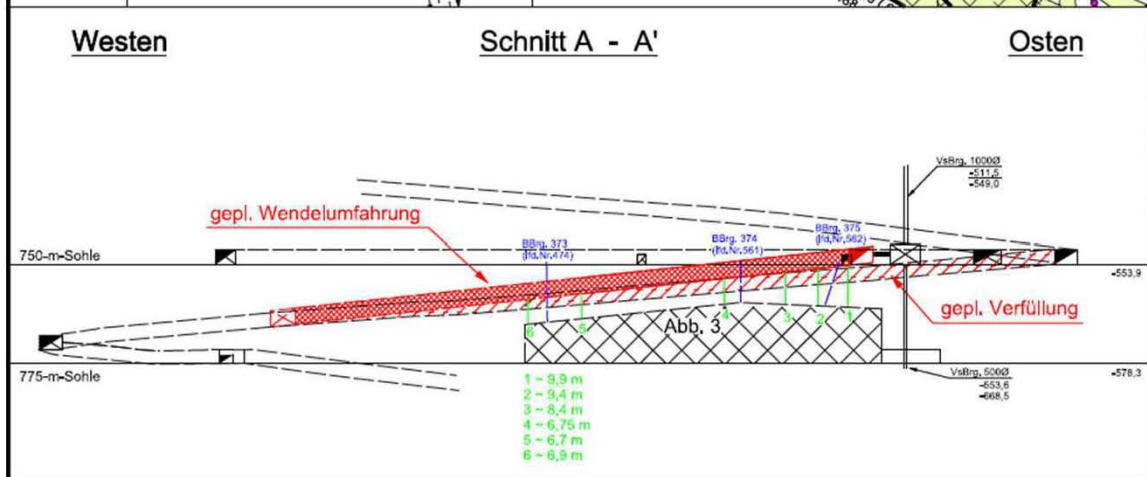 Westen
Schnitt A - A'
Osten
VsBrg. 1000Ø
-511,5
-549,0
gepl. Wendelumfahrung
BBrg. 373
(lfd.Nr.474)
BBrg. 374
(lfd.Nr.561)
BBrg. 375
(lfd.Nr.562)
750-m-Sohle
-553,9
gepl. Verfüllung
6
5
4
3
2
1
Abb. 3
775-m-Sohle
-578,3
VsBrg. 500Ø
-553,6
-668,5
1 ~ 9,9 m
2 ~ 9,4 m
3 ~ 8,4 m
4 ~ 6,75 m
5 ~ 6,7 m
6 ~ 6,9 m